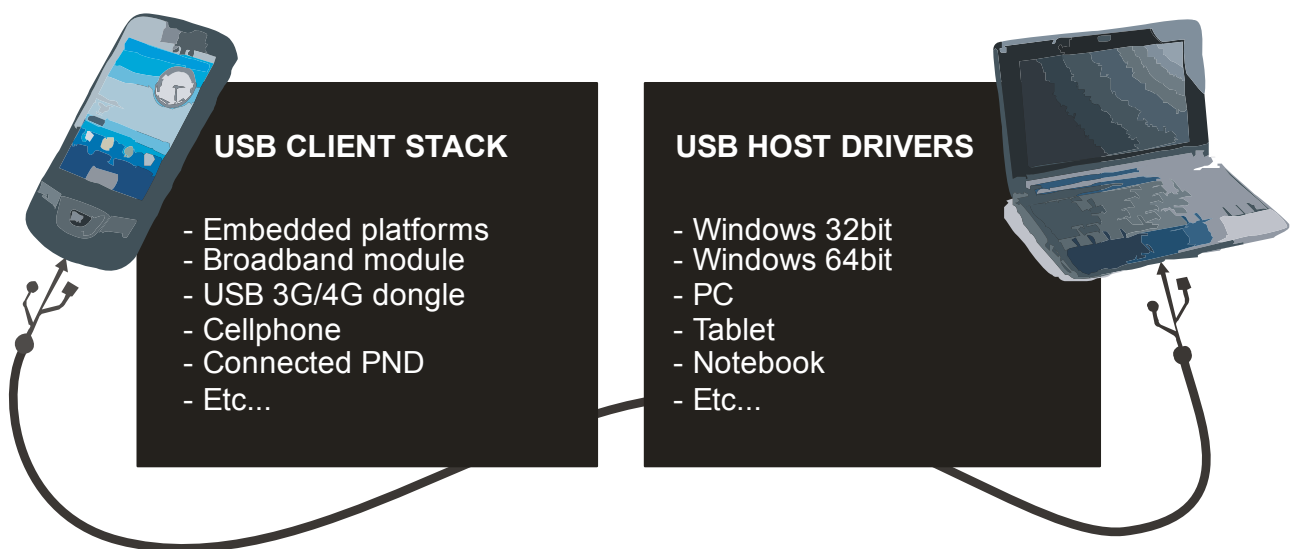 USB CLIENT STACK
- Embedded platforms
- Broadband module
- USB 3G/4G dongle
- Cellphone
- Connected PND
- Etc...
USB HOST DRIVERS
- Windows 32bit
- Windows 64bit
- PC
- Tablet
- Notebook
- Etc...